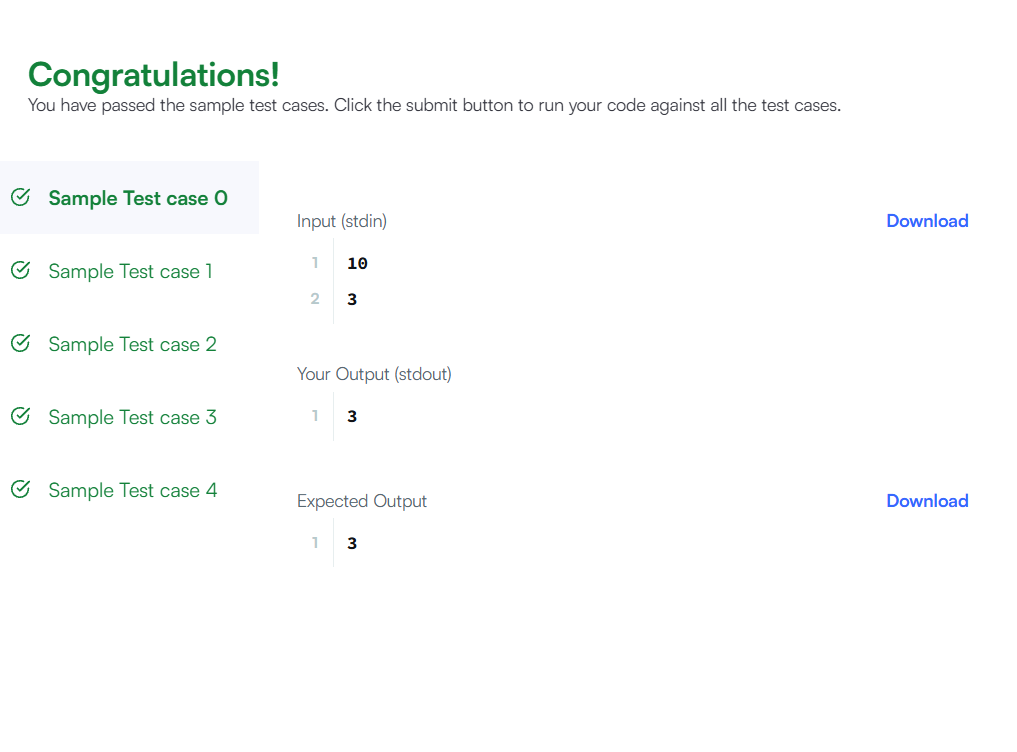 Congratulations!
You have passed the sample test cases. Click the submit button to run your code against all the test cases.
Sample Test case 0
Sample Test case 1
Sample Test case 2
Sample Test case 3
Sample Test case 4
Input (stdin)
Download
1 10
2 3
Your Output (stdout)
1 3
Expected Output
Download
1 3